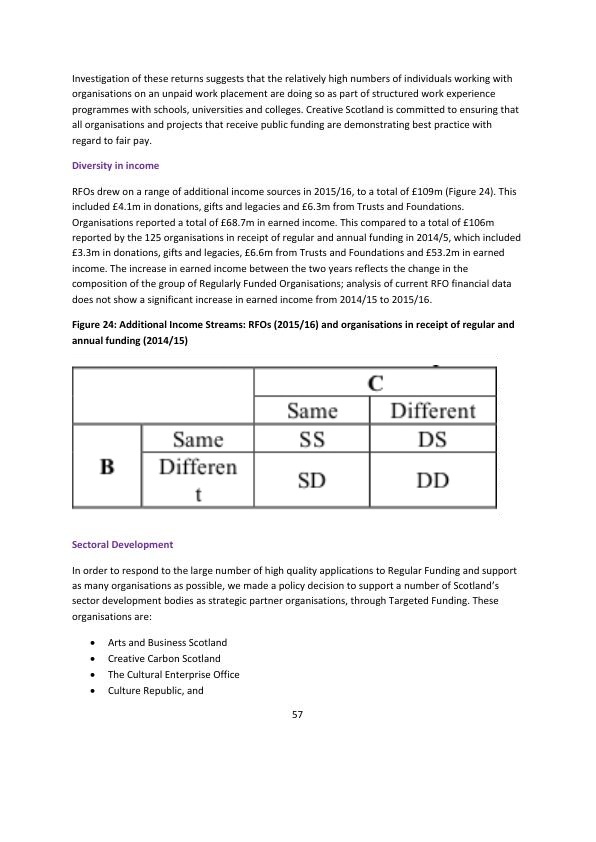 Investigation of these returns suggests that the relatively high numbers of individuals working with
organisations on an unpaid work placement are doing so as part of structured work experience
programmes with schools, universities and colleges. Creative Scotland is committed to ensuring that
all organisations and projects that receive public funding are demonstrating best practice with
regard to fair pay.
Diversity in income
RFOs drew on a range of additional income sources in 2015/16, to a total of £109m (Figure 24). This
included £4.1m in donations, gifts and legacies and £6.3m from Trusts and Foundations.
Organisations reported a total of £68.7m in earned income. This compared to a total of £106m
reported by the 125 organisations in receipt of regular and annual funding in 2014/5, which included
£3.3m in donations, gifts and legacies, £6.6m from Trusts and Foundations and £53.2m in earned
income. The increase in earned income between the two years reflects the change in the
composition of the group of Regularly Funded Organisations; analysis of current RFO financial data
does not show a significant increase in earned income from 2014/15 to 2015/16.
Figure 24: Additional Income Streams: RFOs (2015/16) and organisations in receipt of regular and
annual funding (2014/15)
C
Same Different
B Same SS DS
Differen
t SD DD
Sectoral Development
In order to respond to the large number of high quality applications to Regular Funding and support
as many organisations as possible, we made a policy decision to support a number of Scotland's
sector development bodies as strategic partner organisations, through Targeted Funding. These
organisations are:
• Arts and Business Scotland
• Creative Carbon Scotland
• The Cultural Enterprise Office
• Culture Republic, and
57